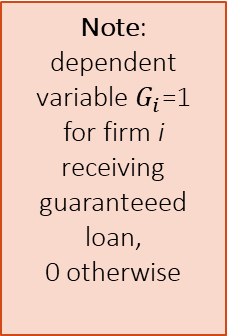 Note:
dependent
variable Gᵢ=1
for firm i
receiving
guaranteeed
loan,
0 otherwise